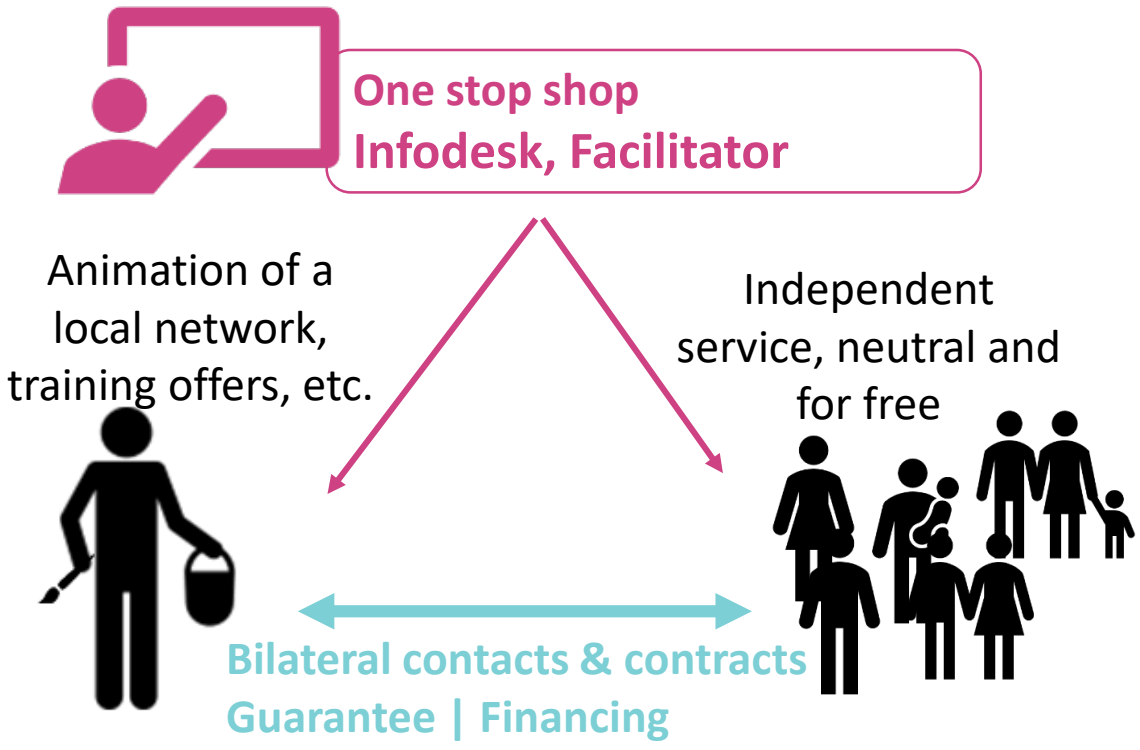 One stop shop
Infodesk, Facilitator
Animation of a
local network,
training offers, etc.
Independent
service, neutral and
for free
Bilateral contacts & contracts
Guarantee | Financing